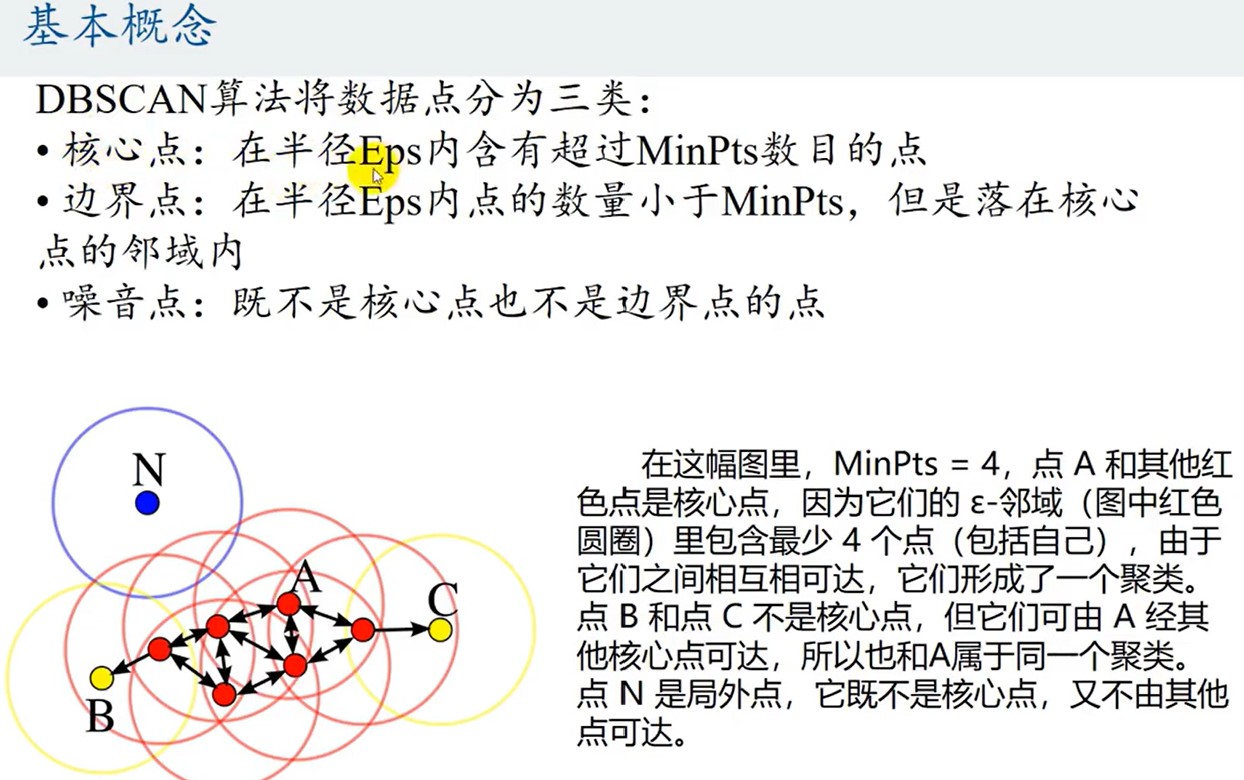 基本概念
DBSCAN算法将数据点分为三类：
• 核心点：在半径Eps内含有超过MinPts数目的点
• 边界点：在半径Eps内点的数量小于MinPts，但是落在核心
点的邻域内
• 噪音点：既不是核心点也不是边界点的点
N
A
C
B
在这幅图里，MinPts = 4，点 A 和其他红
色点是核心点，因为它们的 ε-邻域（图中红色
圆圈）里包含最少 4 个点（包括自己），由于
它们之间相互相可达，它们形成了一个聚类。
点 B 和点 C 不是核心点，但它们可由 A 经其
他核心点可达，所以也和A属于同一个聚类。
点 N 是局外点，它既不是核心点，又不由其他
点可达。